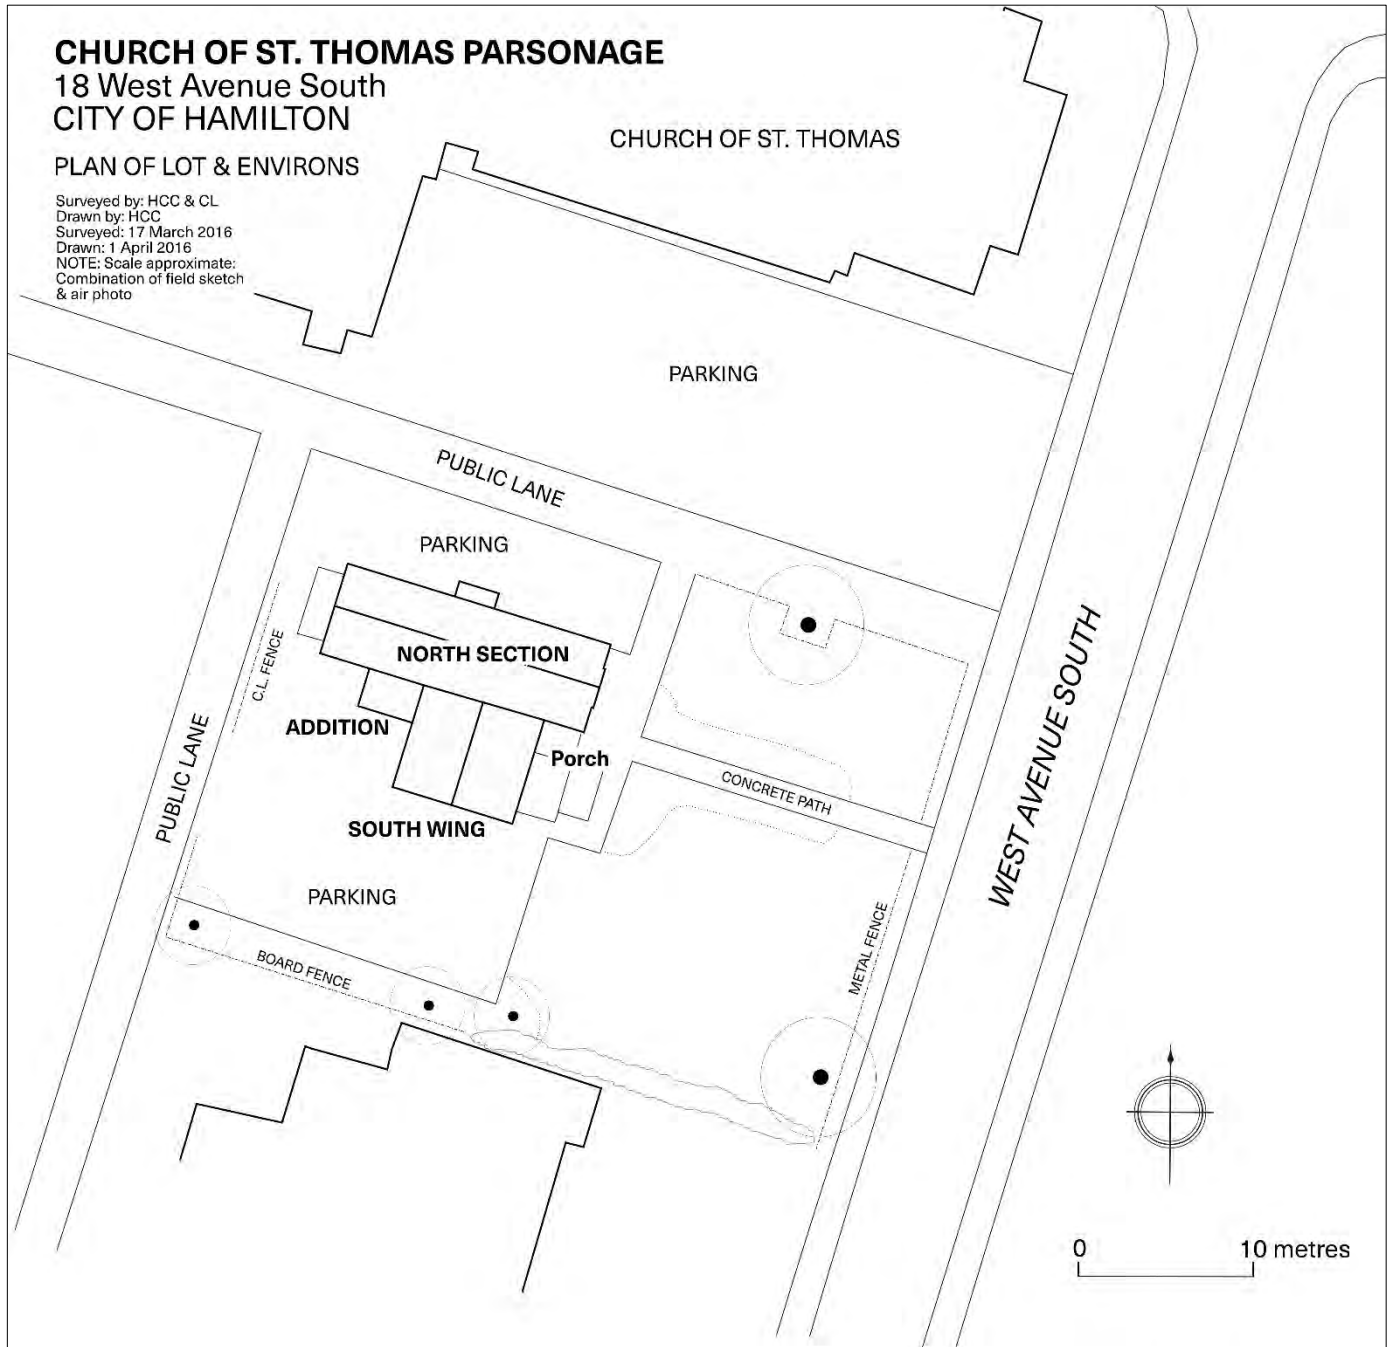 CHURCH OF ST. THOMAS PARSONAGE
18 West Avenue South
CITY OF HAMILTON
PLAN OF LOT & ENVIRONS
Surveyed by: HCC & CL
Drawn by: HCC
Surveyed: 17 March 2016
Drawn: 1 April 2016
NOTE: Scale approximate:
Combination of field sketch
& air photo
CHURCH OF ST. THOMAS
PARKING
PUBLIC LANE
PARKING
NORTH SECTION
C.L. FENCE
ADDITION
Porch
PUBLIC LANE
CONCRETE PATH
WEST AVENUE SOUTH
SOUTH WING
PARKING
BOARD FENCE
METAL FENCE
0 10 metres